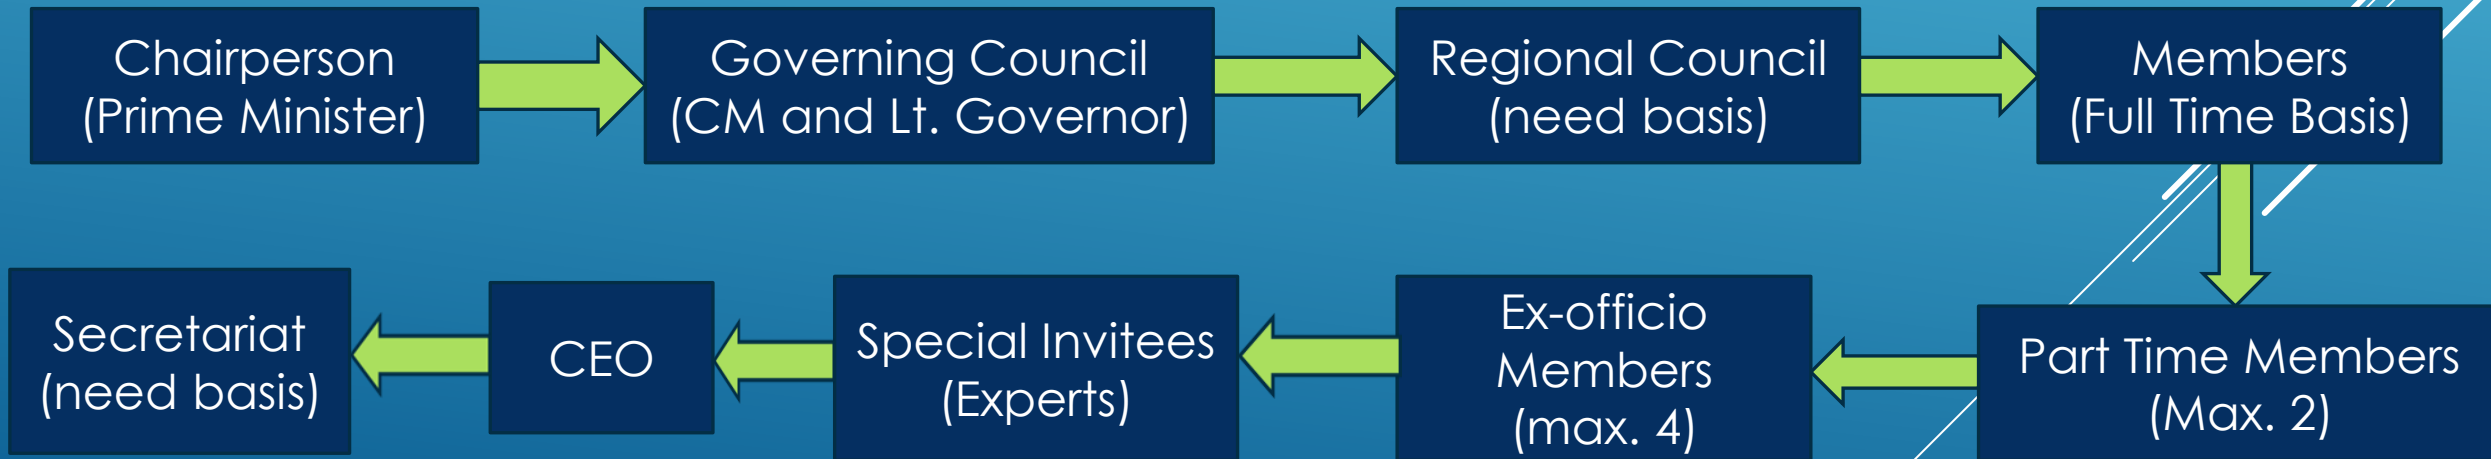 Chairperson
(Prime Minister)
Governing Council
(CM and Lt. Governor)
Regional Council
(need basis)
Members
(Full Time Basis)
Part Time Members
(Max. 2)
Ex-officio
Members
(max. 4)
Special Invitees
(Experts)
CEO
Secretariat
(need basis)